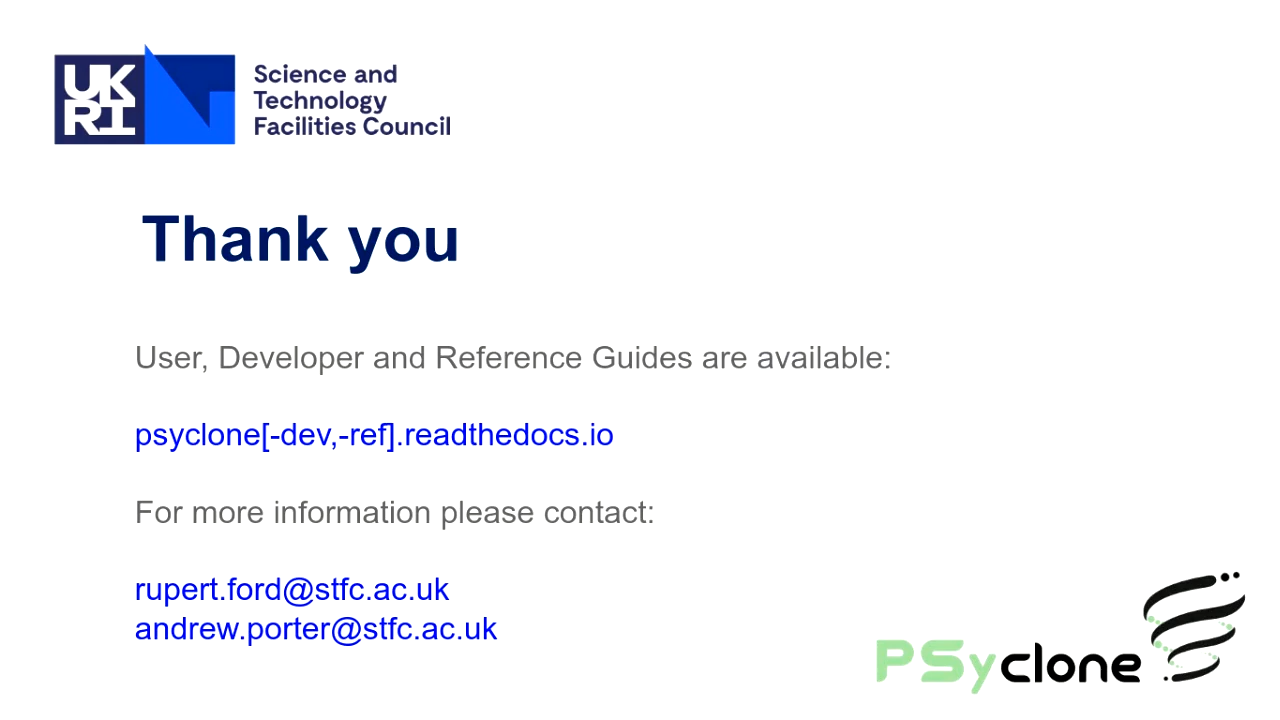 UK
RI
Science and
Technology
Facilities Council
Thank you
User, Developer and Reference Guides are available:
psyclone[-dev,-ref].readthedocs.io
For more information please contact:
rupert.ford@stfc.ac.uk
andrew.porter@stfc.ac.uk
PSyclone